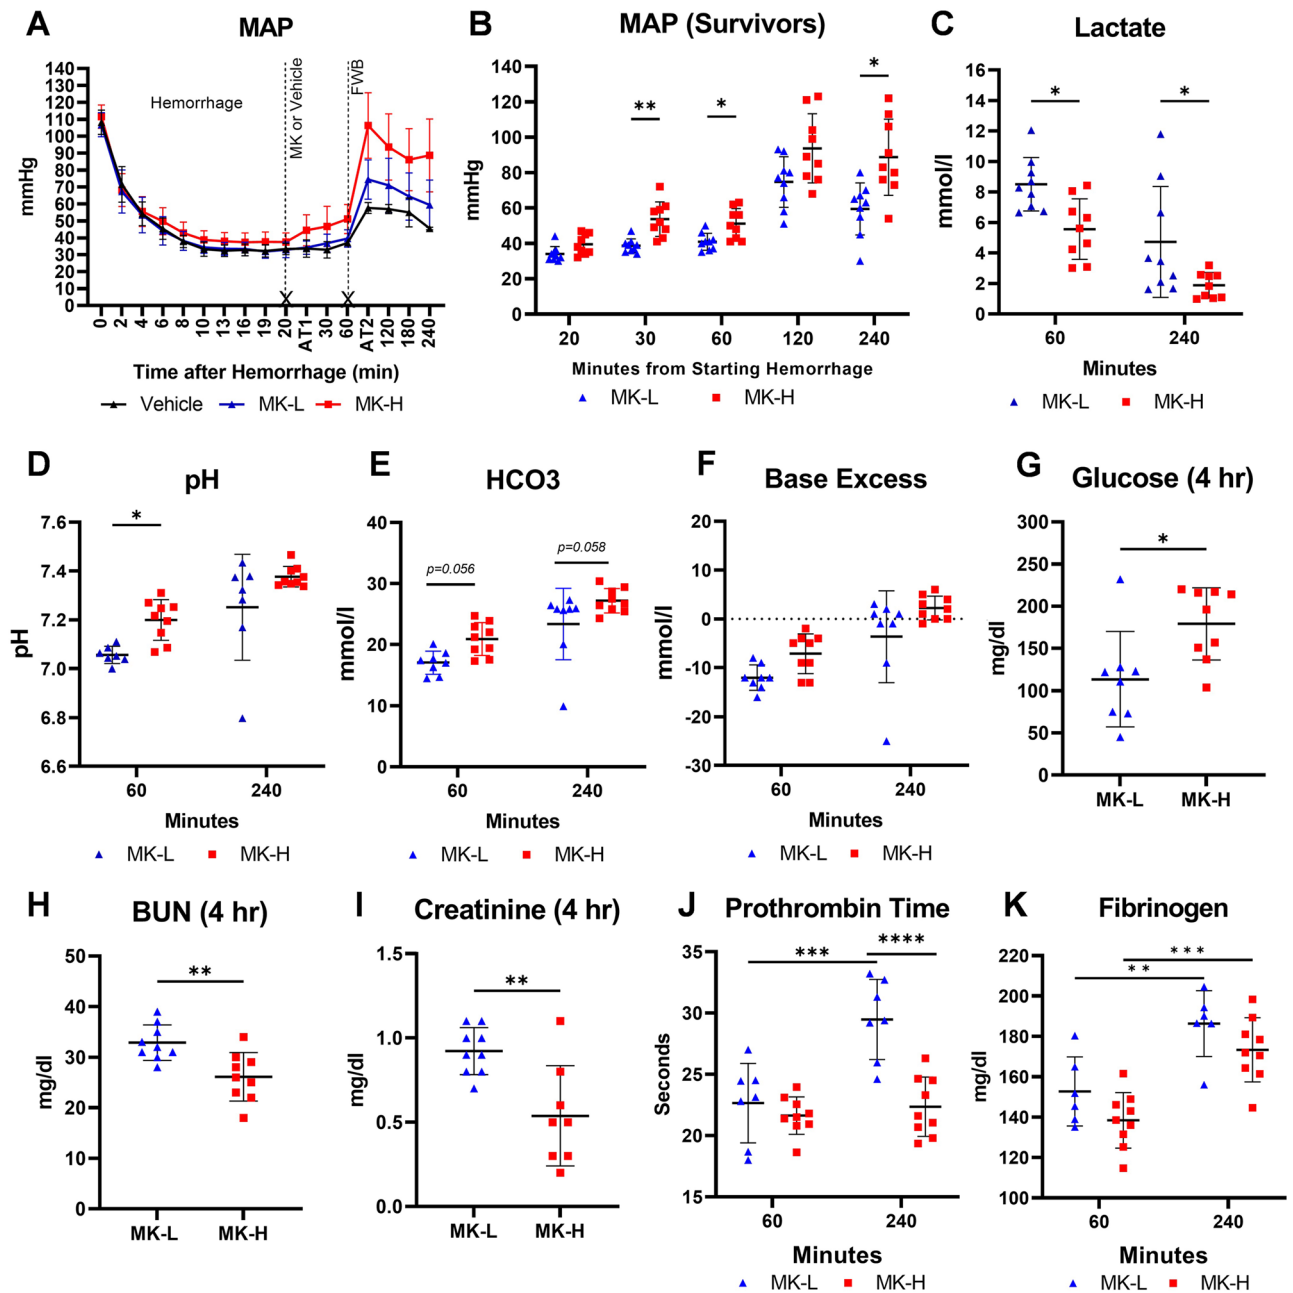 A
MAP
mmHg
140
130
120
110
100
90
80
70
60
50
40
30
20
10
0
Hemorrhage
MK or Vehicle
FWB
0 2 4 6 8 10 13 16 19 20 AT1 30 60 AT2 120 180 240
Time after Hemorrhage (min)
Vehicle MK-L MK-H
B
MAP (Survivors)
mmHg
140
120
100
80
60
40
20
0
** * *
20 30 60 120 240
Minutes from Starting Hemorrhage
MK-L MK-H
C
Lactate
mmol/l
16
14
12
10
8
6
4
2
0
* *
60 240
Minutes
MK-L MK-H
D
pH
pH
7.6
7.4
7.2
7.0
6.8
6.6
*
60 240
Minutes
MK-L MK-H
E
HCO3
mmol/l
40
30
20
10
0
p=0.056
p=0.058
60 240
Minutes
MK-L MK-H
F
Base Excess
mmol/l
20
10
0
-10
-20
-30
60 240
Minutes
MK-L MK-H
G
Glucose (4 hr)
mg/dl
300
250
200
150
100
50
0
*
MK-L MK-H
H
BUN (4 hr)
mg/dl
50
40
30
20
10
0
**
MK-L MK-H
I
Creatinine (4 hr)
mg/dl
1.5
1.0
0.5
0.0
**
MK-L MK-H
J
Prothrombin Time
Seconds
35
30
25
20
15
*** ****
60 240
Minutes
MK-L MK-H
K
Fibrinogen
mg/dl
220
200
180
160
140
120
100
***
**
60 240
Minutes
MK-L MK-H